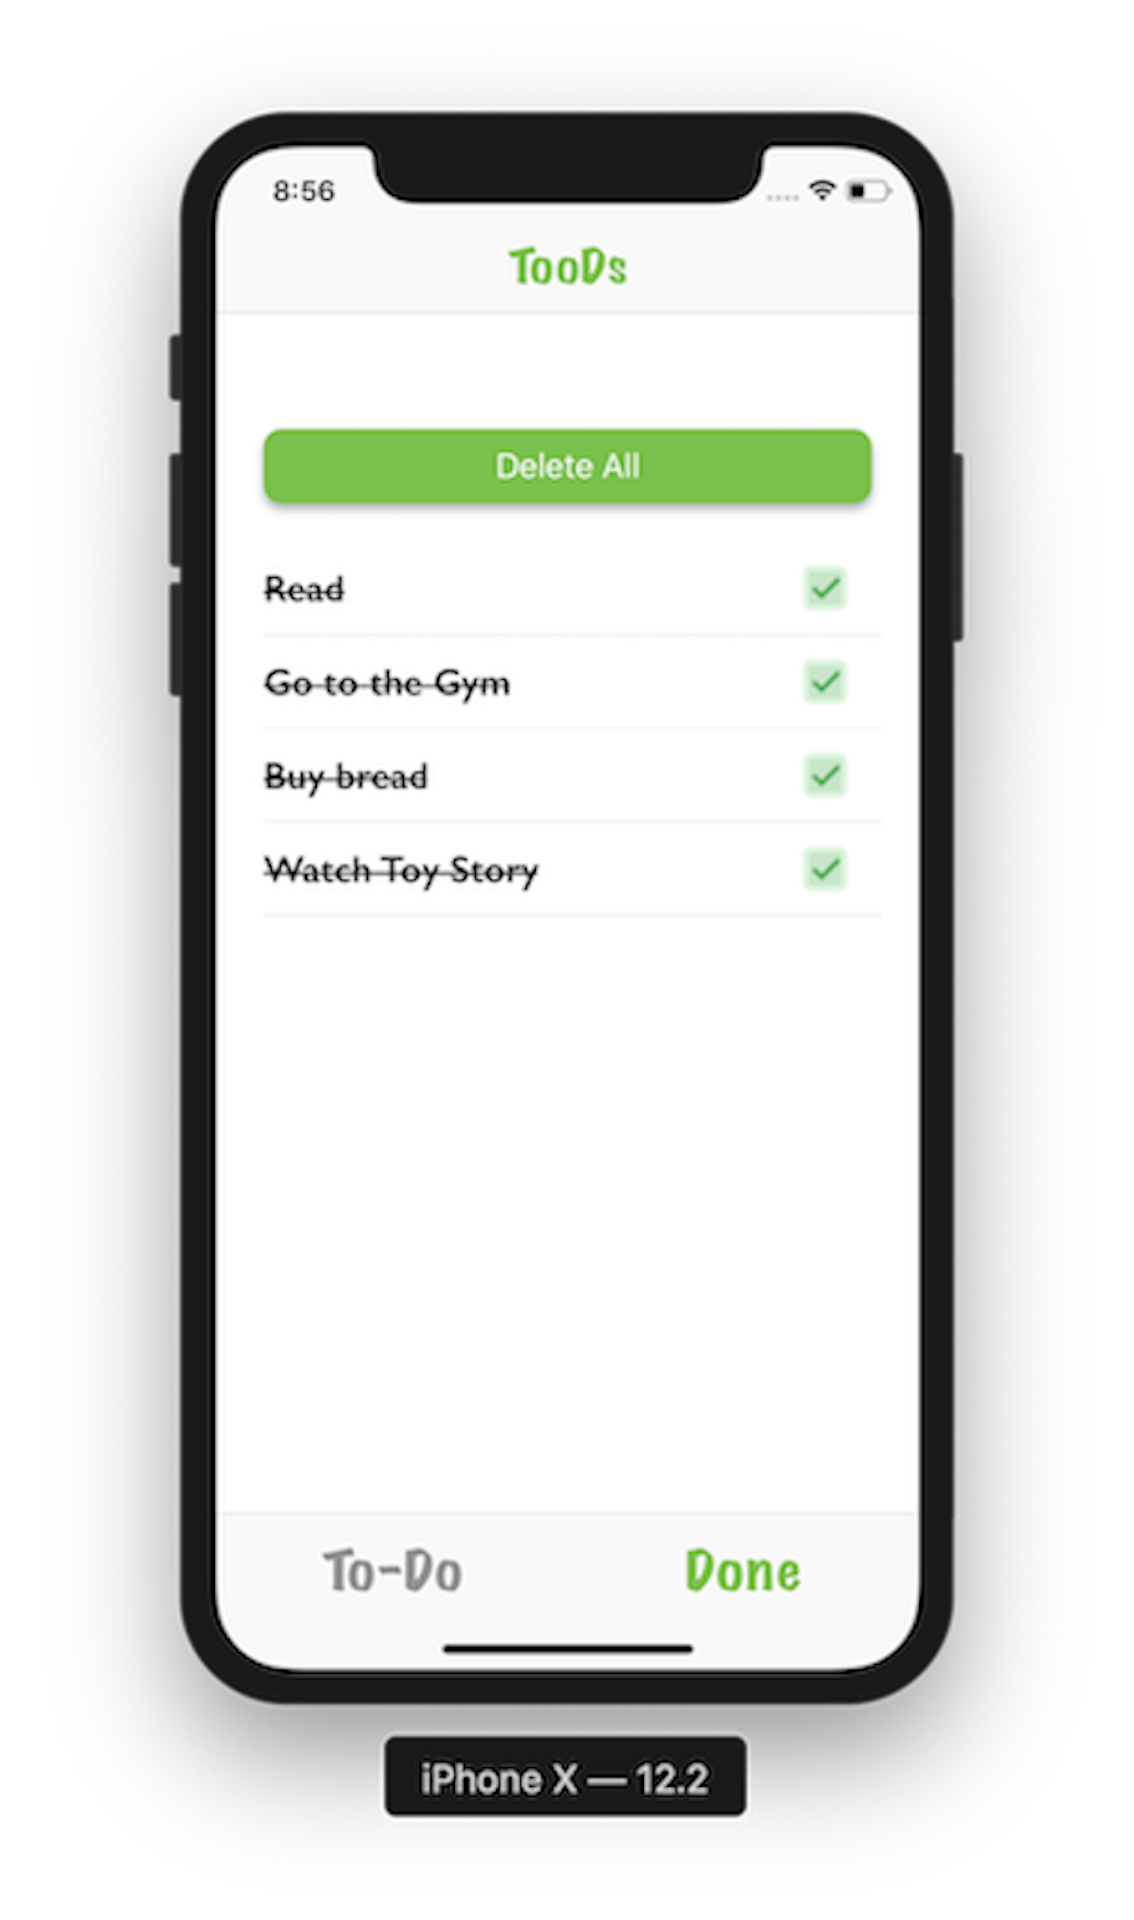 8:56
TooDs
Delete All
Read
Go to the Gym
Buy bread
Watch Toy Story
To-Do Done
iPhone X — 12.2